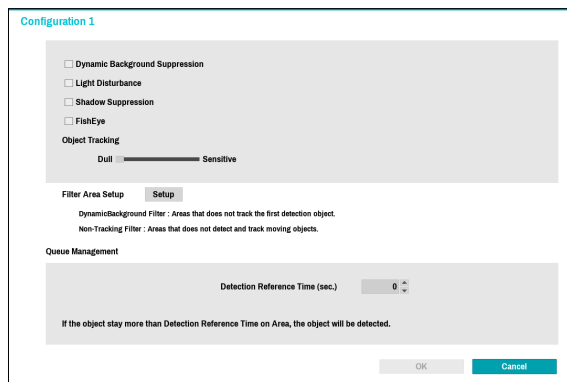 Configuration 1
Dynamic Background Suppression
Light Disturbance
Shadow Suppression
FishEye
Object Tracking
Dull Sensitive
Filter Area Setup Setup
DynamicBackground Filter : Areas that does not track the first detection object.
Non-Tracking Filter : Areas that does not detect and track moving objects.
Queue Management
Detection Reference Time (sec.) 0
If the object stay more than Detection Reference Time on Area, the object will be detected.
OK Cancel